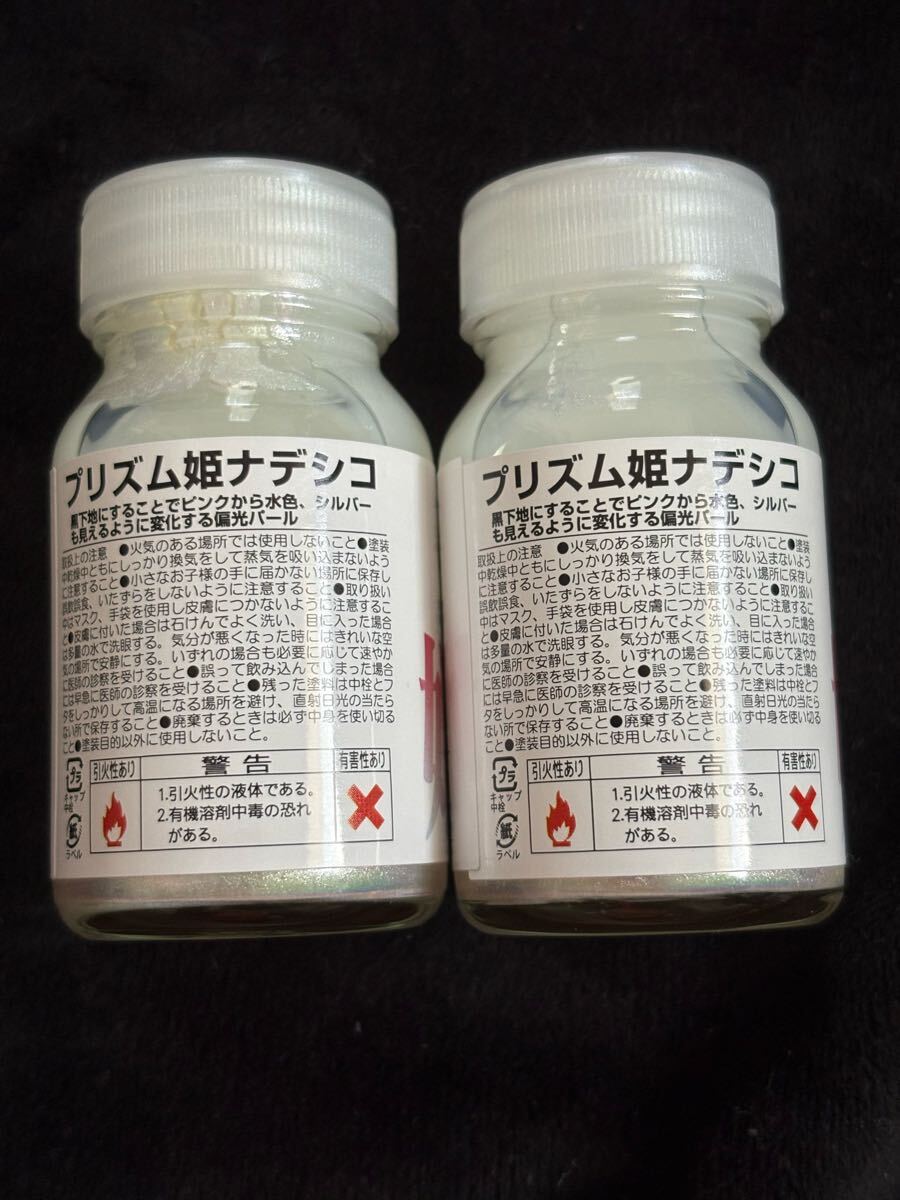 プリズム姫ナデシコ
黒下地にすることでピンクから水色、シルバー
も見えるように変化する偏光パール
取扱上の注意 ●火気のある場所では使用しないこと●塗装
中乾燥中ともにしっかり換気をして蒸気を吸い込まないよう
に注意すること●小さなお子様の手に届かない場所に保存し
誤飲誤食、いたずらをしないように注意すること●取り扱い
中はマスク、手袋を使用し皮膚につかないように注意するこ
と●皮膚に付いた場合は石けんでよく洗い、目に入った場合
は多量の水で洗眼する。気分が悪くなった時にはきれいな空
気の場所で安静にする。いずれの場合も必要に応じて速やか
に医師の診察を受けること●誤って飲み込んでしまった場合
には早急に医師の診察を受けること●残った塗料は中栓とフ
タをしっかりして高温になる場所を避け、直射日光の当たら
ない所で保存すること●廃棄するときは必ず中身を使い切る
こと●塗装目的以外に使用しないこと。
プラ
キャップ
中栓
紙
ラベル
引火性あり
警告
有害性あり
1.引火性の液体である。
2.有機溶剤中毒の恐れ
がある。
プリズム姫ナデシコ
黒下地にすることでピンクから水色、シルバー
も見えるように変化する偏光パール
取扱上の注意 ●火気のある場所では使用しないこと●塗装
中乾燥中ともにしっかり換気をして蒸気を吸い込まないよう
に注意すること●小さなお子様の手に届かない場所に保存し
誤飲誤食、いたずらをしないように注意すること●取り扱い
中はマスク、手袋を使用し皮膚につかないように注意するこ
と●皮膚に付いた場合は石けんでよく洗い、目に入った場合
は多量の水で洗眼する。気分が悪くなった時にはきれいな空
気の場所で安静にする。いずれの場合も必要に応じて速やか
に医師の診察を受けること●誤って飲み込んでしまった場合
には早急に医師の診察を受けること●残った塗料は中栓とフ
タをしっかりして高温になる場所を避け、直射日光の当たら
ない所で保存すること●廃棄するときは必ず中身を使い切る
こと●塗装目的以外に使用しないこと。
プラ
キャップ
中栓
紙
ラベル
引火性あり
警告
有害性あり
1.引火性の液体である。
2.有機溶剤中毒の恐れ
がある。